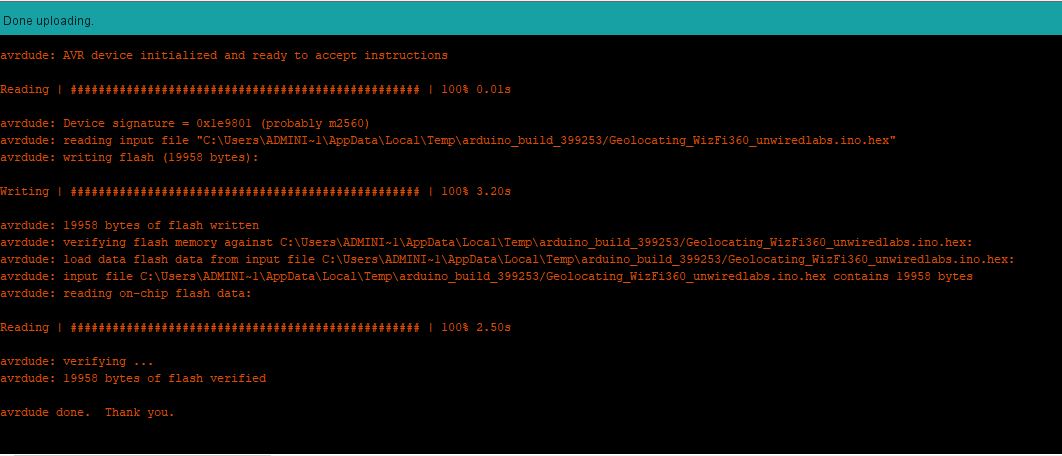 Done uploading.
avrdude: AVR device initialized and ready to accept instructions
Reading | ################################################## | 100% 0.01s
avrdude: Device signature = 0x1e9801 (probably m2560)
avrdude: reading input file "C:\Users\ADMINI~1\AppData\Local\Temp\arduino_build_399253/Geolocating_WizFi360_unwiredlabs.ino.hex"
avrdude: writing flash (19958 bytes):
Writing | ################################################## | 100% 3.20s
avrdude: 19958 bytes of flash written
avrdude: verifying flash memory against C:\Users\ADMINI~1\AppData\Local\Temp\arduino_build_399253/Geolocating_WizFi360_unwiredlabs.ino.hex:
avrdude: load data flash data from input file C:\Users\ADMINI~1\AppData\Local\Temp\arduino_build_399253/Geolocating_WizFi360_unwiredlabs.ino.hex:
avrdude: input file C:\Users\ADMINI~1\AppData\Local\Temp\arduino_build_399253/Geolocating_WizFi360_unwiredlabs.ino.hex contains 19958 bytes
avrdude: reading on-chip flash data:
Reading | ################################################## | 100% 2.50s
avrdude: verifying ...
avrdude: 19958 bytes of flash verified
avrdude done.  Thank you.